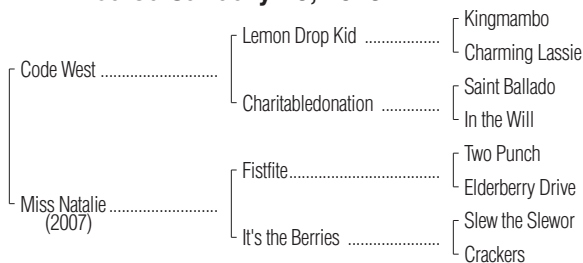 Kingmambo
Lemon Drop Kid ..................
Charming Lassie
Code West ............................
Saint Ballado
Charitabledonation ..............
In the Will
Two Punch
Fistfite....................................
Elderberry Drive
Miss Natalie ..........................
(2007)
Slew the Slewor
It's the Berries ......................
Crackers